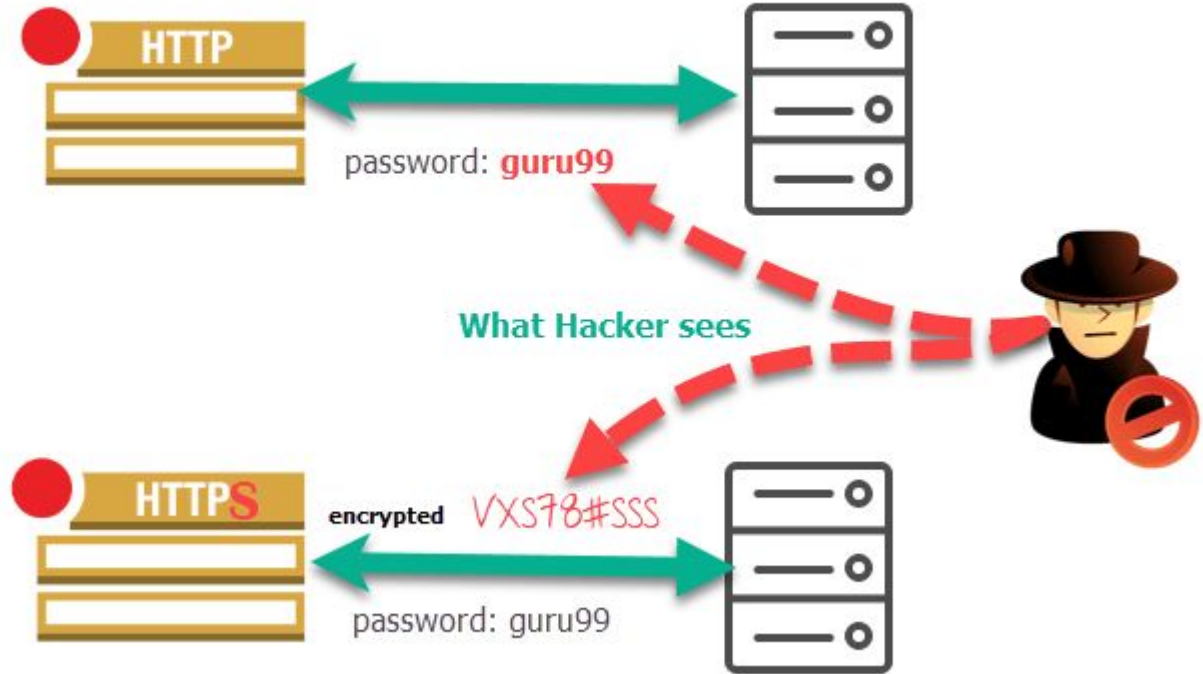 HTTP
password: guru99
What Hacker sees
HTTPS
encrypted VXS78#SSS
password: guru99